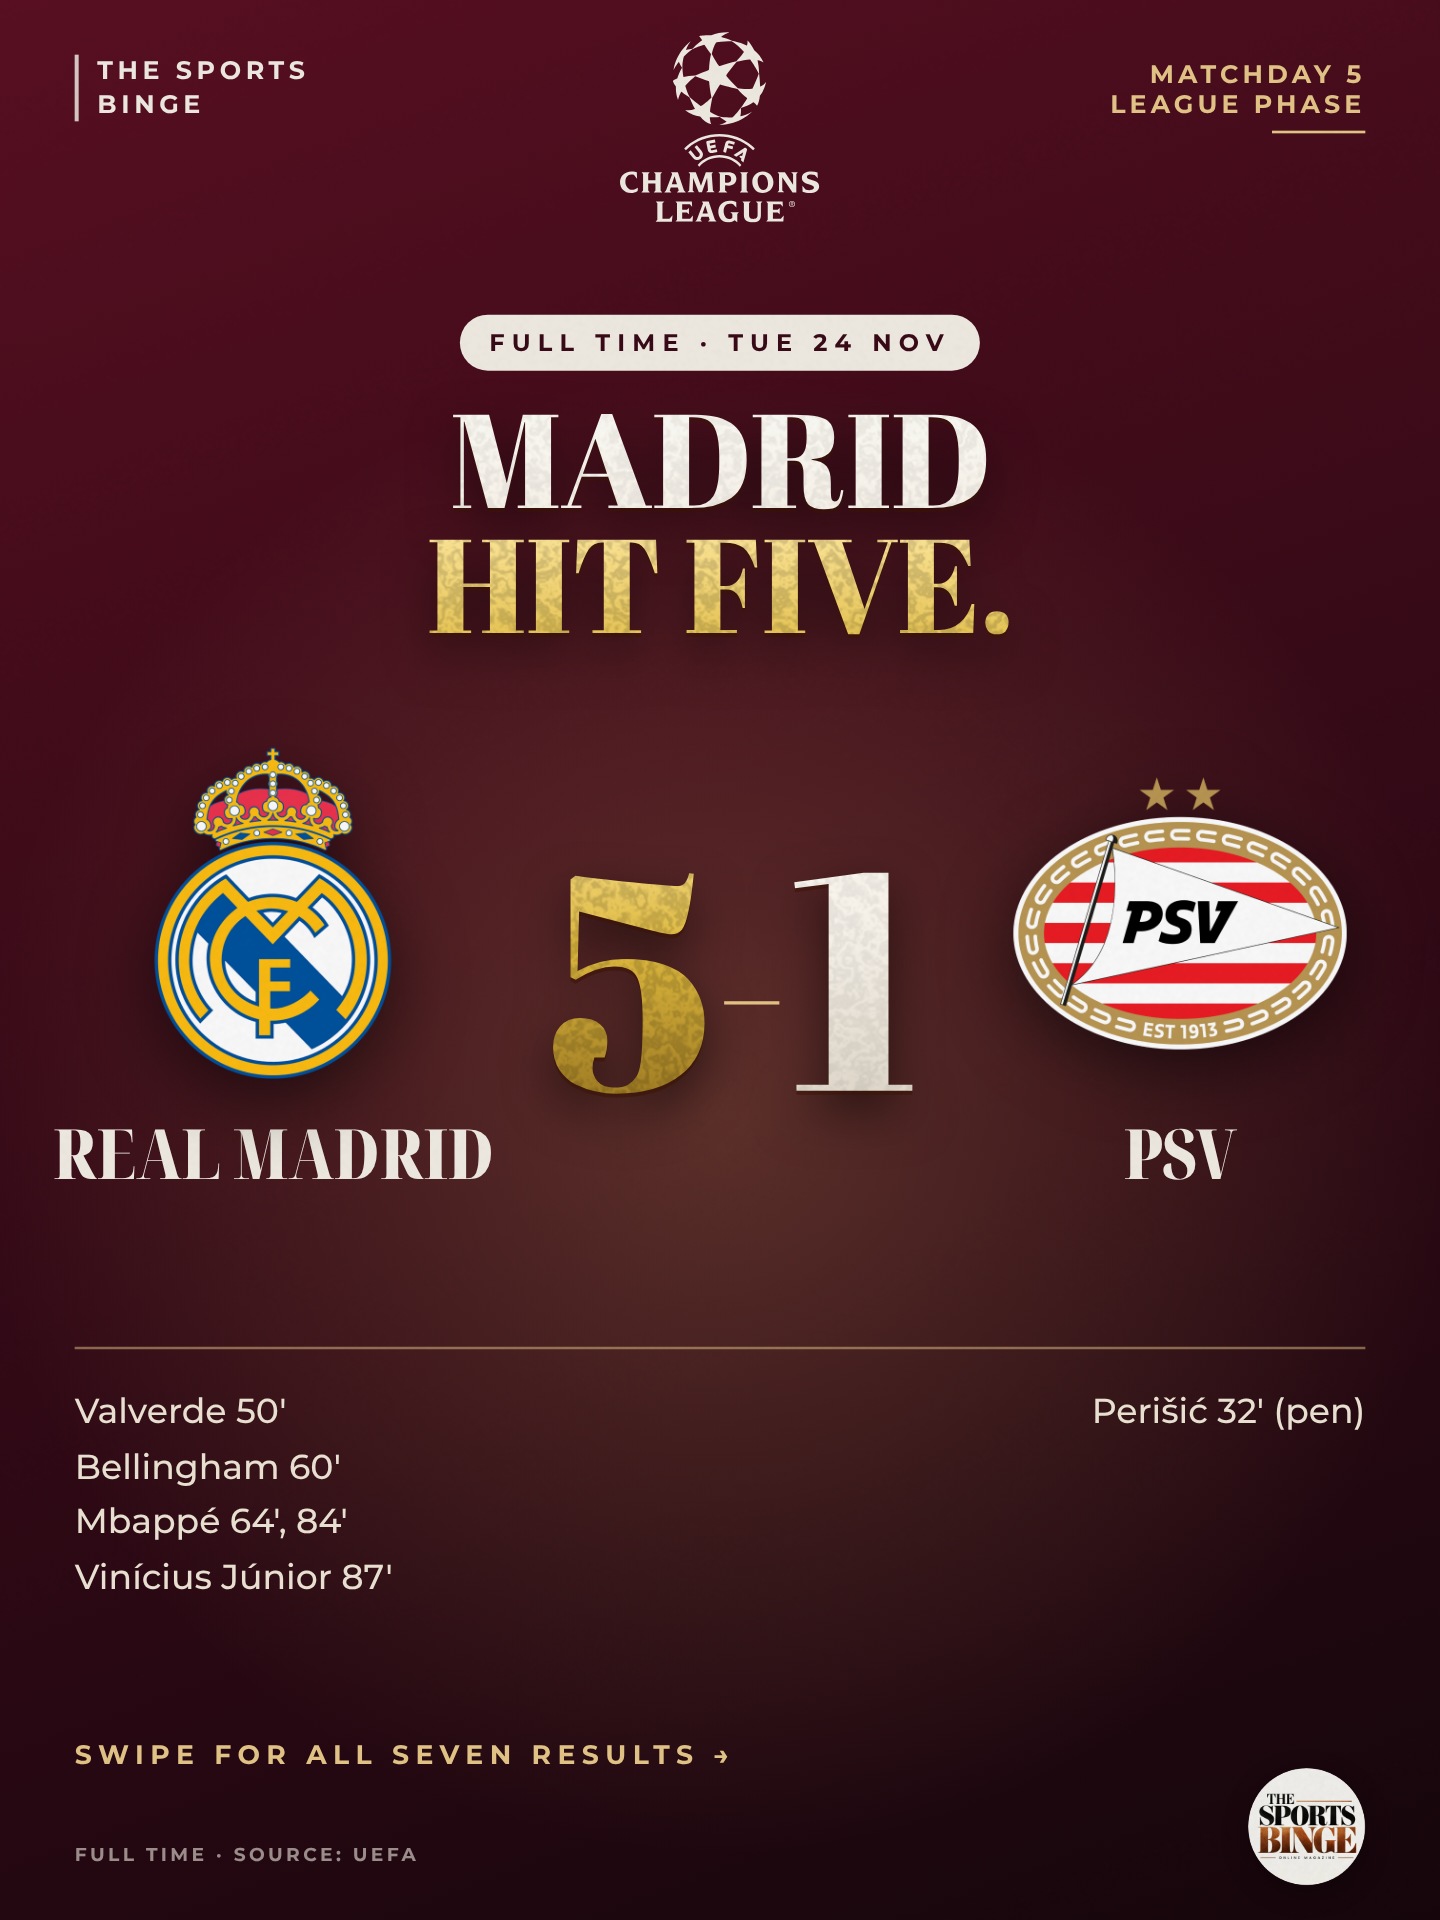 THE SPORTS
BINGE
UEFA
CHAMPIONS
LEAGUE®
MATCHDAY 5
LEAGUE PHASE
FULL TIME · TUE 24 NOV
MADRID
HIT FIVE.
5–1
PSV
EST 1913
REAL MADRID
PSV
Valverde 50'
Perišić 32' (pen)
Bellingham 60'
Mbappé 64', 84'
Vinícius Júnior 87'
SWIPE FOR ALL SEVEN RESULTS →
FULL TIME · SOURCE: UEFA
THE
SPORTS
BINGE
ONLINE MAGAZINE